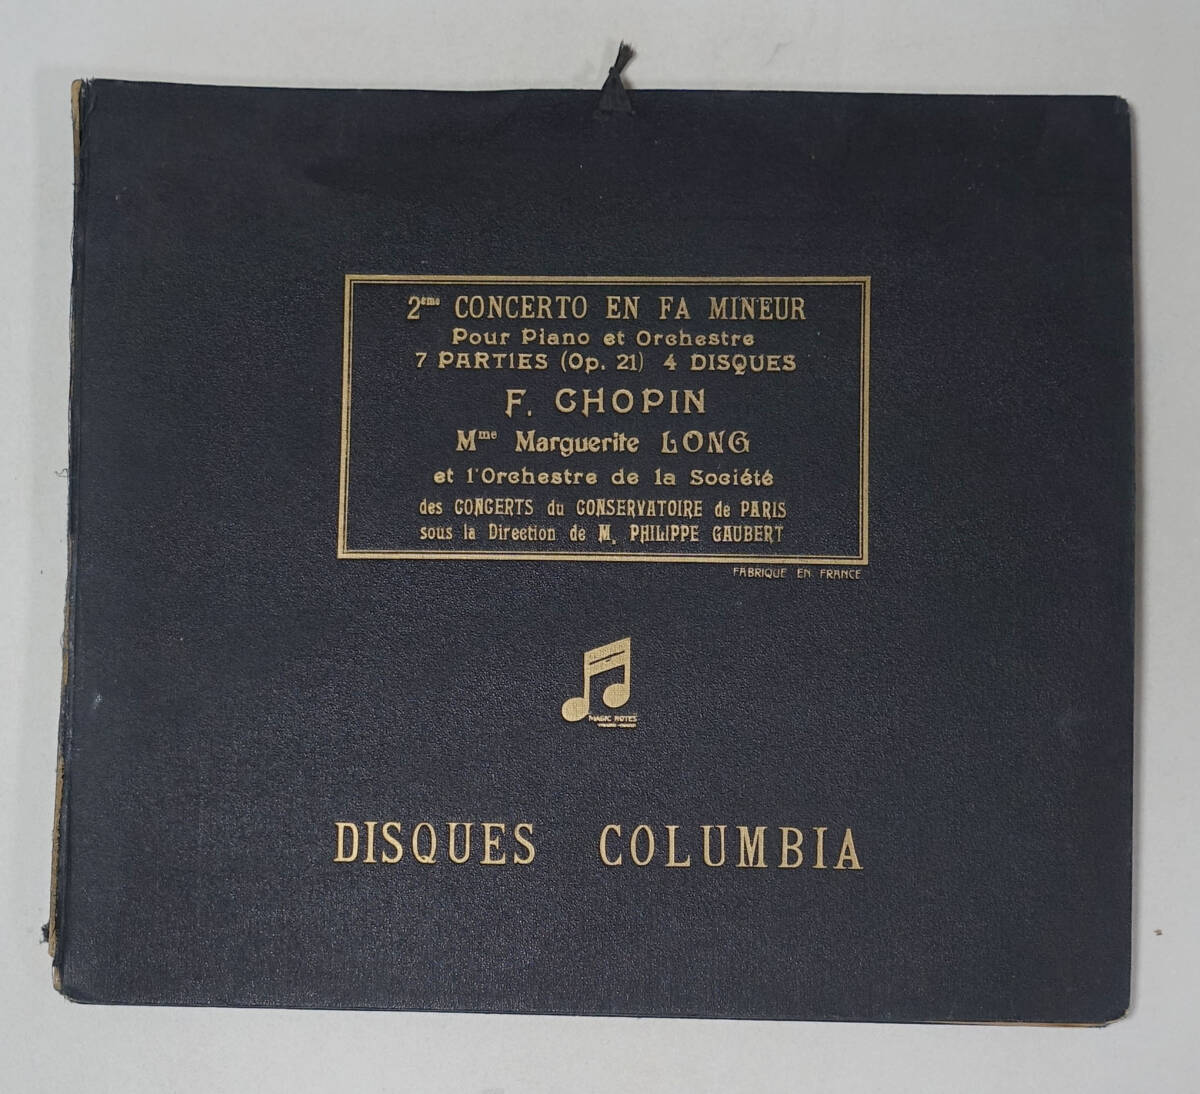 2ème CONCERTO EN FA MINEUR
Pour Piano et Orchestre
7 PARTIES (Op. 21) 4 DISQUES
F. CHOPIN
Mme Marguerite LONG
et l'Orchestre de la Société
des CONCERTS du CONSERVATOIRE de PARIS
sous la Direction de M. PHILIPPE GAUBERT
FABRIQUE EN FRANCE
MAGIC NOTES
DISQUES COLUMBIA